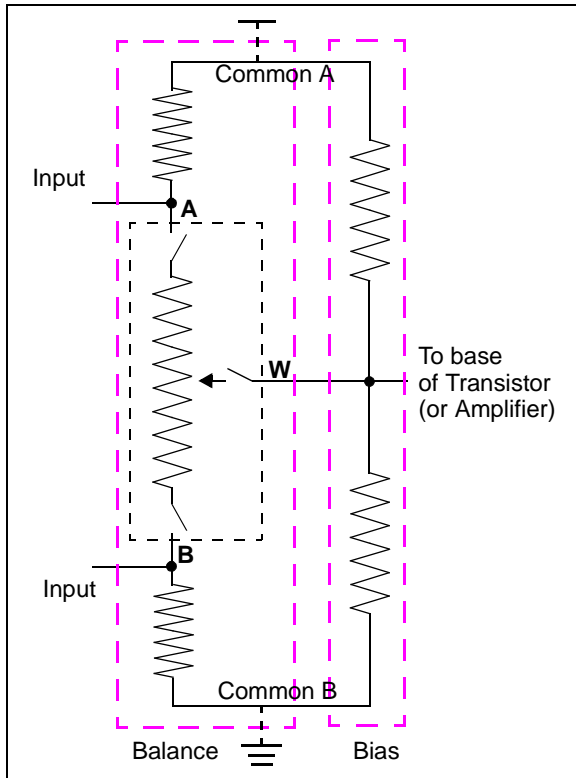 Common A
Input
A
W
To base
of Transistor
(or Amplifier)
B
Input
Common B
Balance
Bias